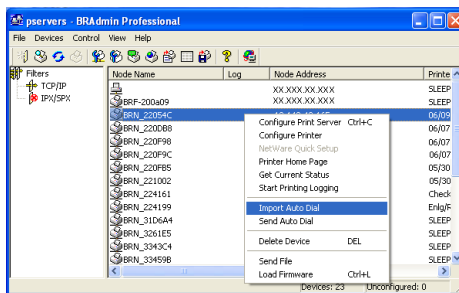 pservers - BRAdmin Professional
File Devices Control View Help
Filters
TCP/IP
IPX/SPX
Node Name Log Node Address Printe
XX.XXX.XX.XXX SLEEP
BRF-200a09 XX.XXX.XX.XXX SLEEP
BRN_22054C 06/09
BRN_220DB8 06/07
BRN_220F98 06/07
BRN_220F9C 06/07
BRN_220FB5 05/30
BRN_221002 05/30
BRN_224161 Check
BRN_224199 Enlg/F
BRN_31D6A4 SLEEP
BRN_3261E5 SLEEP
BRN_3343C4 SLEEP
BRN_33459B SLEEP
Configure Print Server Ctrl+C
Configure Printer
NetWare Quick Setup
Printer Home Page
Get Current Status
Start Printing Logging
Import Auto Dial
Send Auto Dial
Delete Device DEL
Send File
Load Firmware Ctrl+L
Devices: 23 Unconfigured: 0